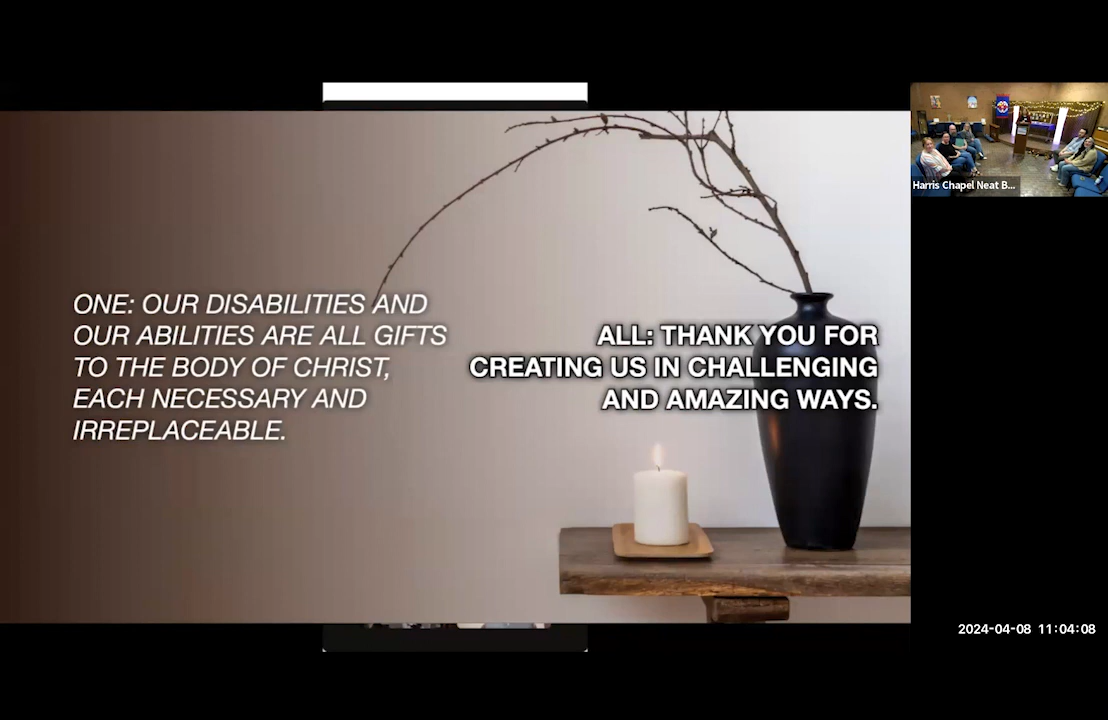 ONE: OUR DISABILITIES AND
OUR ABILITIES ARE ALL GIFTS
TO THE BODY OF CHRIST,
EACH NECESSARY AND
IRREPLACEABLE.
ALL: THANK YOU FOR
CREATING US IN CHALLENGING
AND AMAZING WAYS.
Harris Chapel Neat B...
2024-04-08 11:04:08